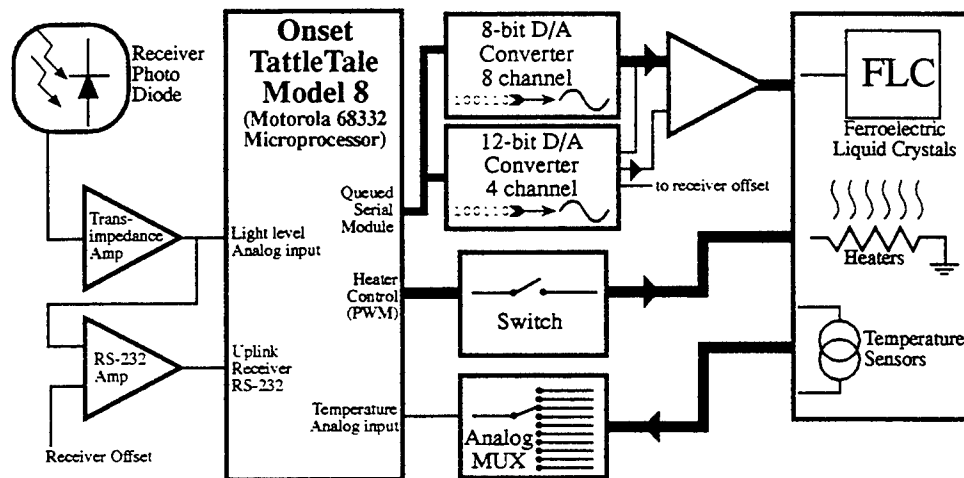 Receiver
Photo
Diode
Trans-
impedance
Amp
RS-232
Amp
Receiver Offset
Onset
TattleTale
Model 8
(Motorola 68332
Microprocessor)
Queued
Serial
Module
Light level
Analog input
Heater
Control
(PWM)
Uplink
Receiver
RS-232
Temperature
Analog input
8-bit D/A
Converter
8 channel
100110
12-bit D/A
Converter
4 channel
100110
to receiver offset
Switch
Analog
MUX
FLC
Ferroelectric
Liquid Crystals
Heaters
Temperature
Sensors